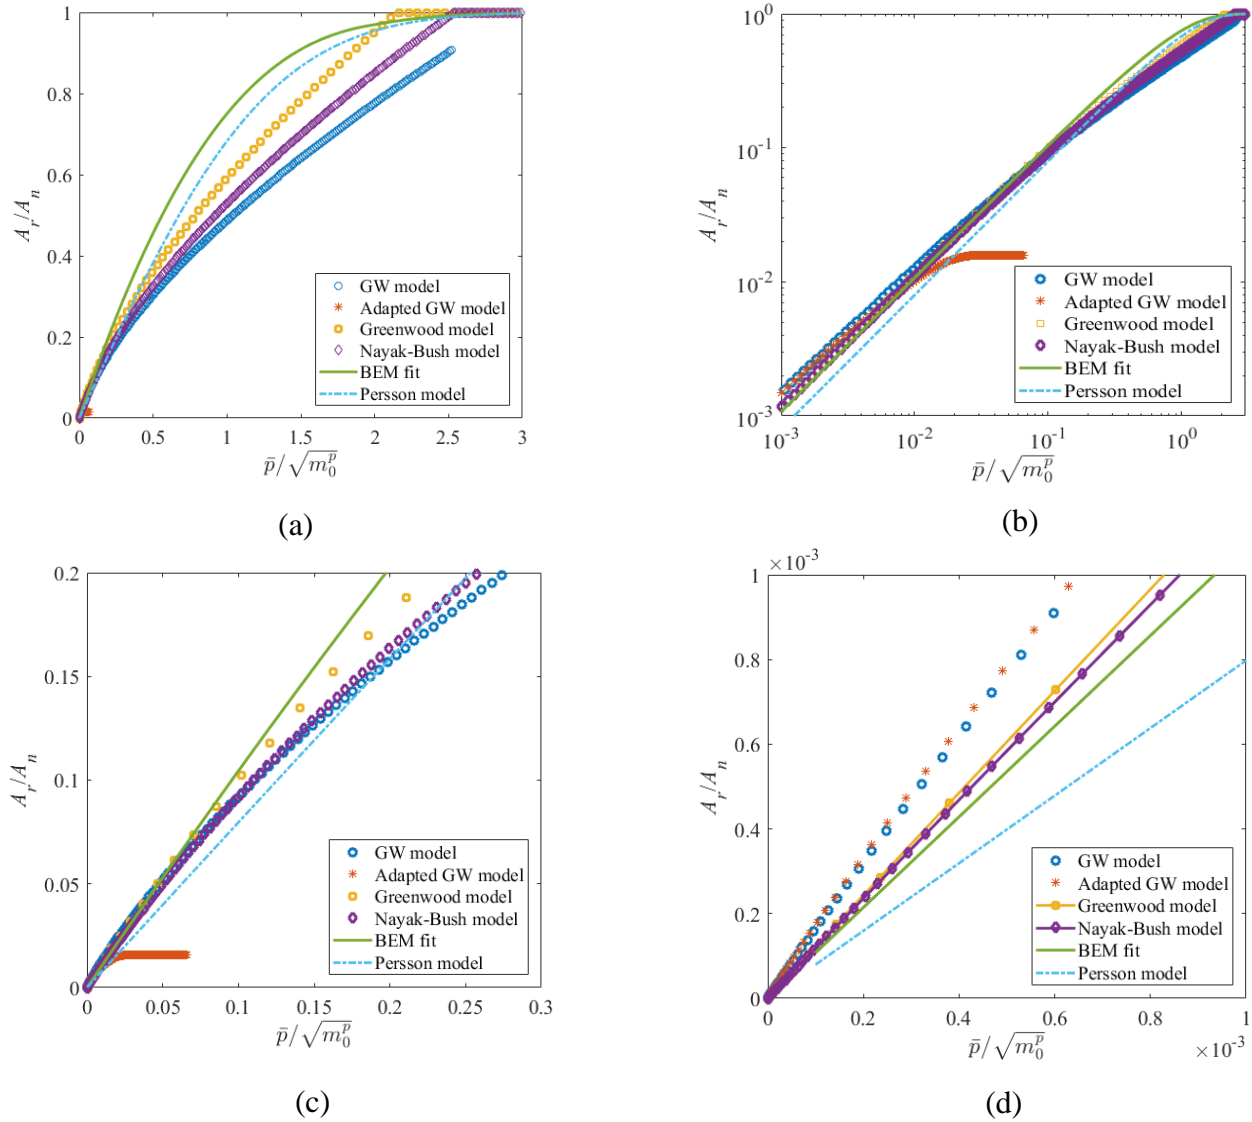 1
0.8
0.6
0.4
0.2
0
A_r/A_n
0 0.5 1 1.5 2 2.5 3
p̄/√m_0^p
GW model
Adapted GW model
Greenwood model
Nayak-Bush model
BEM fit
Persson model
(a)
10^0
10^-1
10^-2
10^-3
A_r/A_n
10^-3 10^-2 10^-1 10^0
p̄/√m_0^p
GW model
Adapted GW model
Greenwood model
Nayak-Bush model
BEM fit
Persson model
(b)
0.2
0.15
0.1
0.05
0
A_r/A_n
0 0.05 0.1 0.15 0.2 0.25 0.3
p̄/√m_0^p
GW model
Adapted GW model
Greenwood model
Nayak-Bush model
BEM fit
Persson model
(c)
×10^-3
1
0.8
0.6
0.4
0.2
0
A_r/A_n
0 0.2 0.4 0.6 0.8 1
p̄/√m_0^p
×10^-3
GW model
Adapted GW model
Greenwood model
Nayak-Bush model
BEM fit
Persson model
(d)